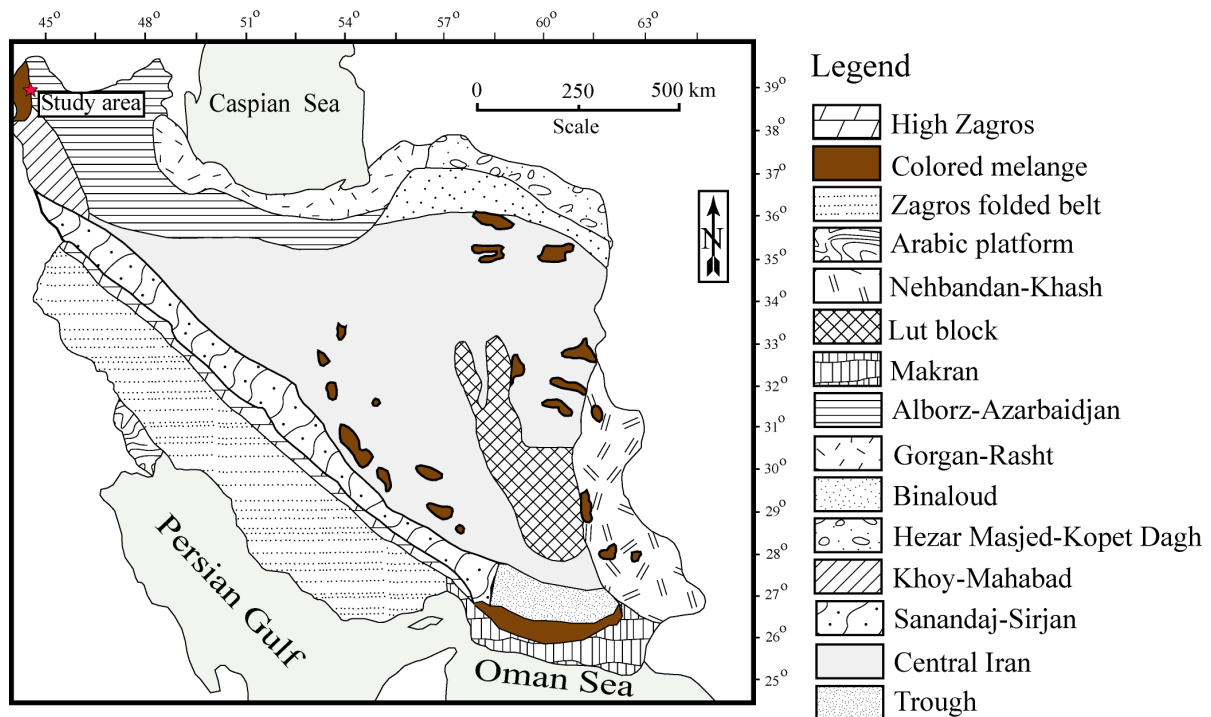 45° 48° 51° 54° 57° 60° 63°
Study area
Caspian Sea
0 250 500 km
Scale
N
Persian Gulf
Oman Sea
39°
38°
37°
36°
35°
34°
33°
32°
31°
30°
29°
28°
27°
26°
25°
Legend
High Zagros
Colored melange
Zagros folded belt
Arabic platform
Nehbandan-Khash
Lut block
Makran
Alborz-Azarbaidjan
Gorgan-Rasht
Binaloud
Hezar Masjed-Kopet Dagh
Khoy-Mahabad
Sanandaj-Sirjan
Central Iran
Trough